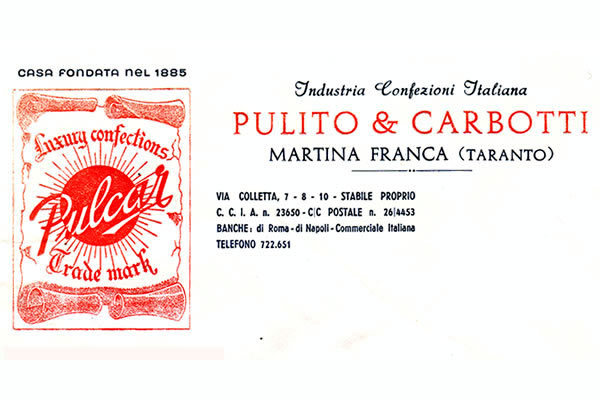 CASA FONDATA NEL 1885
Luxury confections
Pulcar
Trade mark
Industria Confezioni Italiana
PULITO & CARBOTTI
MARTINA FRANCA (TARANTO)
VIA COLLETTA, 7 - 8 - 10 - STABILE PROPRIO
C. C. I. A. n. 23650 - C|C POSTALE n. 26|4453
BANCHE: di Roma - di Napoli - Commerciale Italiana
TELEFONO 722.651